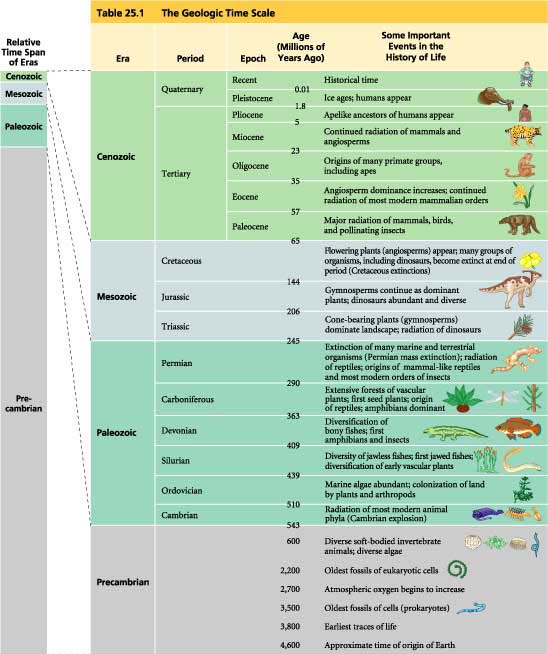 Table 25.1 The Geologic Time Scale
Relative
Time Span
of Eras
Cenozoic
Mesozoic
Paleozoic
Pre-
cambrian
Era
Period
Epoch
Age
(Millions of
Years Ago)
Some Important
Events in the
History of Life
Cenozoic
Quaternary
Recent
Historical time
0.01
Pleistocene
Ice ages; humans appear
1.8
Tertiary
Pliocene
Apelike ancestors of humans appear
5
Miocene
Continued radiation of mammals and
angiosperms
23
Oligocene
Origins of many primate groups,
including apes
35
Eocene
Angiosperm dominance increases; continued
radiation of most modern mammalian orders
57
Paleocene
Major radiation of mammals, birds,
and pollinating insects
65
Mesozoic
Cretaceous
Flowering plants (angiosperms) appear; many groups of
organisms, including dinosaurs, become extinct at end of
period (Cretaceous extinctions)
144
Jurassic
Gymnosperms continue as dominant
plants; dinosaurs abundant and diverse
206
Triassic
Cone-bearing plants (gymnosperms)
dominate landscape; radiation of dinosaurs
245
Paleozoic
Permian
Extinction of many marine and terrestrial
organisms (Permian mass extinction); radiation
of reptiles; origins of mammal-like reptiles
and most modern orders of insects
290
Carboniferous
Extensive forests of vascular
plants; first seed plants; origin
of reptiles; amphibians dominant
363
Devonian
Diversification of
bony fishes; first
amphibians and insects
409
Silurian
Diversity of jawless fishes; first jawed fishes;
diversification of early vascular plants
439
Ordovician
Marine algae abundant; colonization of land
by plants and arthropods
510
Cambrian
Radiation of most modern animal
phyla (Cambrian explosion)
543
Precambrian
600
Diverse soft-bodied invertebrate
animals; diverse algae
2,200
Oldest fossils of eukaryotic cells
2,700
Atmospheric oxygen begins to increase
3,500
Oldest fossils of cells (prokaryotes)
3,800
Earliest traces of life
4,600
Approximate time of origin of Earth